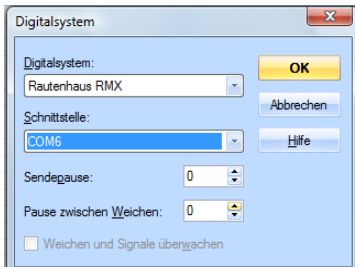 Digitalsystem
Digitalsystem:
OK
Rautenhaus RMX
Abbrechen
Schnittstelle:
COM6
Hilfe
Sendepause: 0
Pause zwischen Weichen: 0
Weichen und Signale überwachen